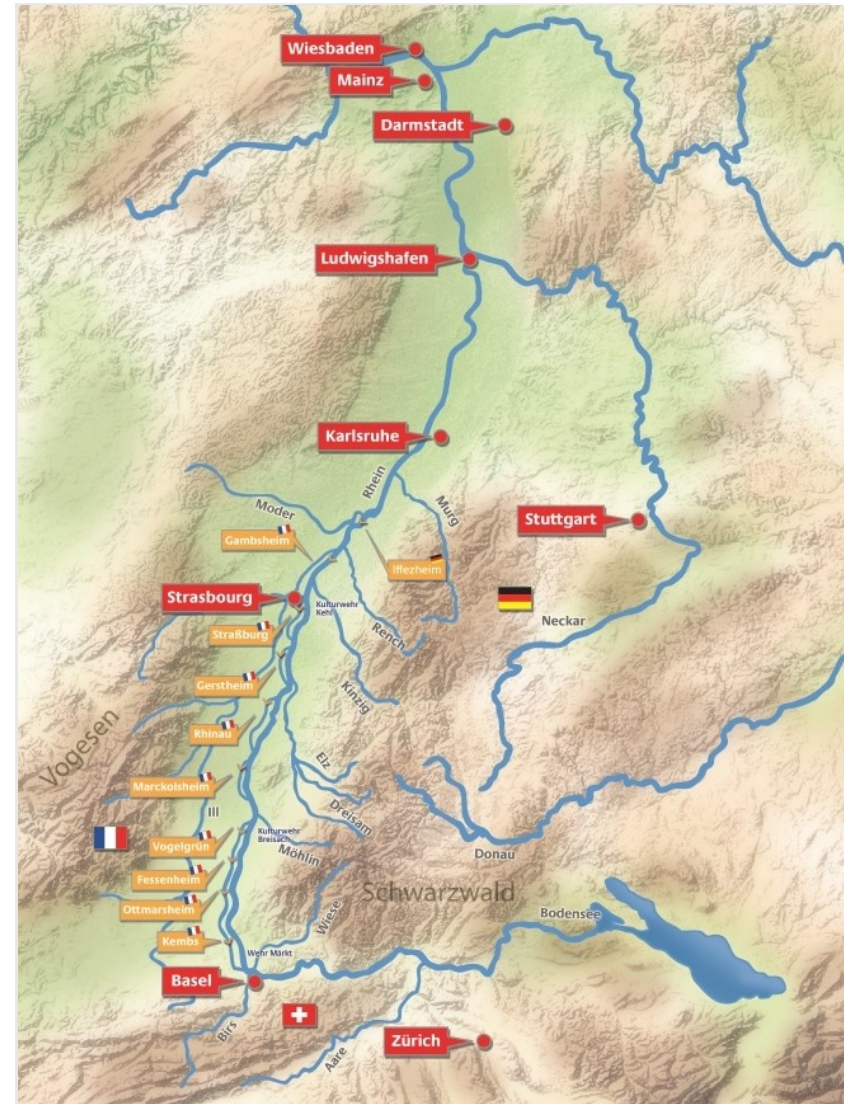 Wiesbaden
Mainz
Darmstadt
Ludwigshafen
Karlsruhe
Rhein
Moder
Murg
Stuttgart
Gambsheim
Iffezheim
Strasbourg
Kulturwehr
Kehl
Neckar
Straßburg
Rench
Gerstheim
Kinzig
Rhinau
Vogesen
Elz
Marckolsheim
Dreisam
Ill
Kulturwehr
Breisach
Vogelgrün
Möhlin
Donau
Fessenheim
Schwarzwald
Ottmarsheim
Wiese
Bodensee
Kembs
Wehr Märkt
Basel
Birs
Zürich
Aare